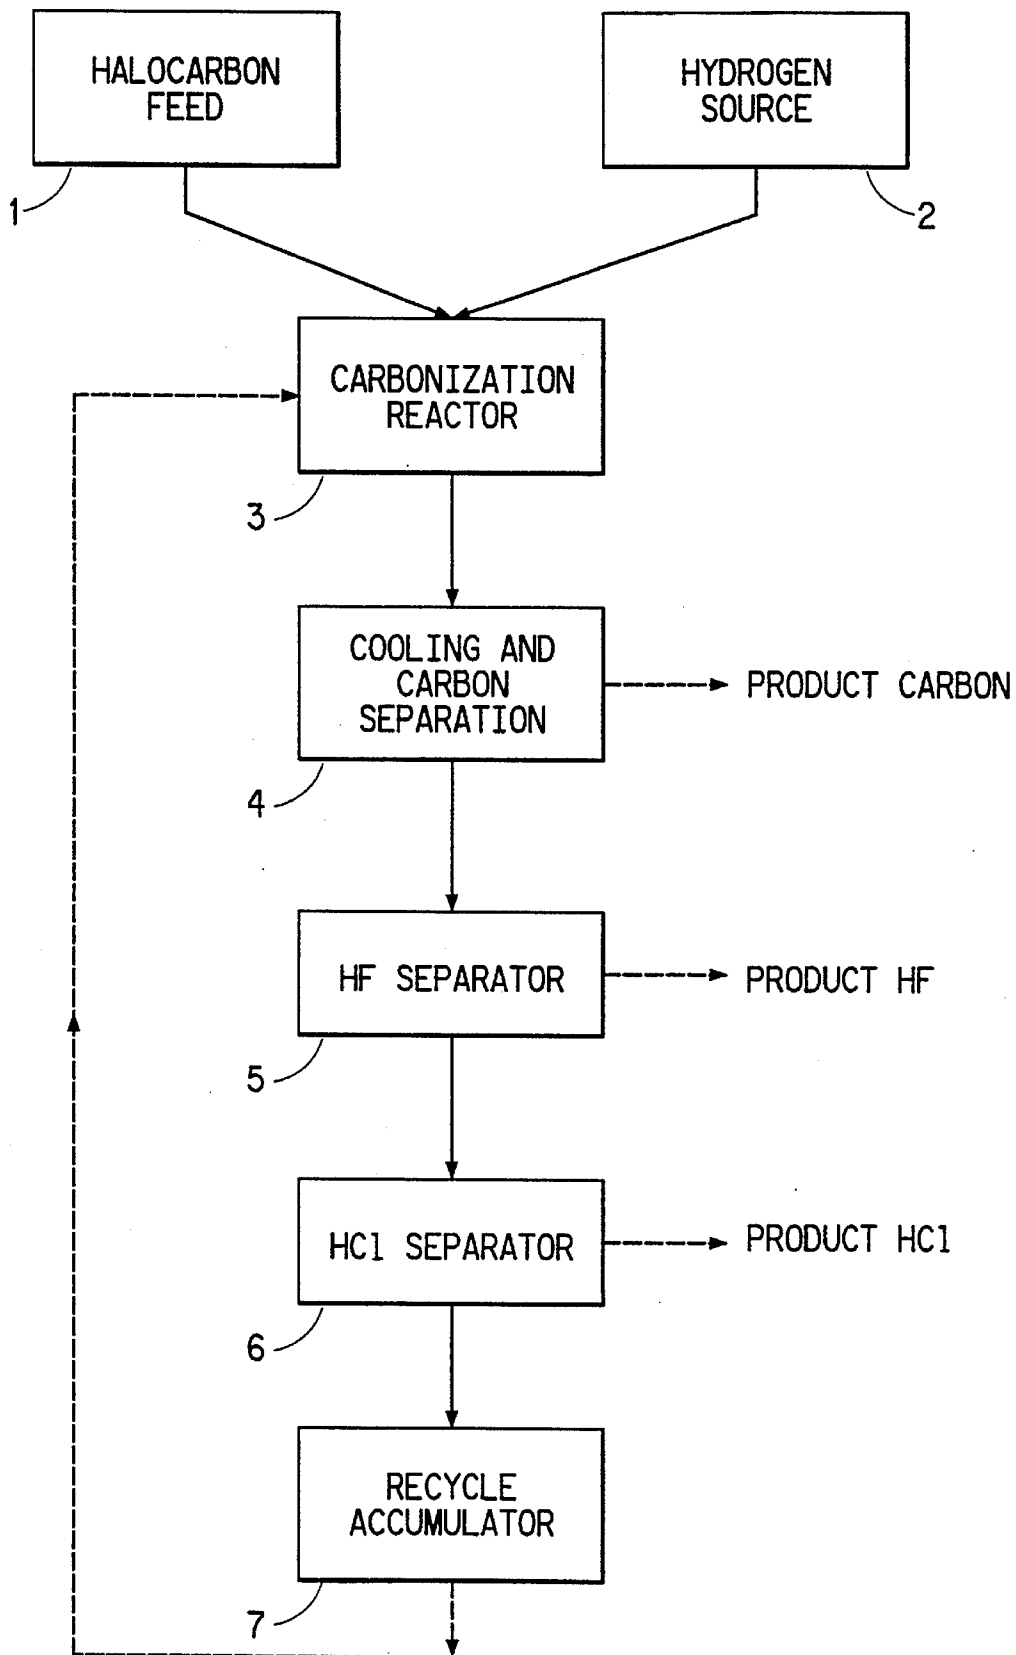 HALOCARBON
FEED
HYDROGEN
SOURCE
1
2
CARBONIZATION
REACTOR
3
COOLING AND
CARBON
SEPARATION
PRODUCT CARBON
4
HF SEPARATOR
PRODUCT HF
5
HCl SEPARATOR
PRODUCT HCl
6
RECYCLE
ACCUMULATOR
7